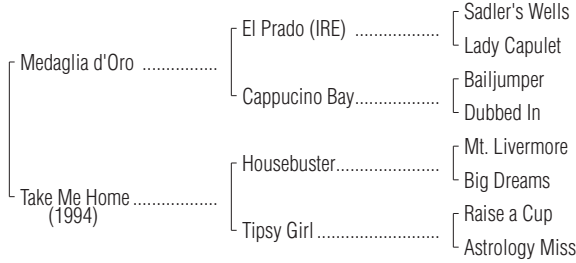 Sadler's Wells
El Prado (IRE) ..................
Lady Capulet
Medaglia d'Oro ................
Bailjumper
Cappucino Bay..................
Dubbed In
Mt. Livermore
Housebuster......................
Big Dreams
Take Me Home ..................
(1994)
Raise a Cup
Tipsy Girl ..........................
Astrology Miss